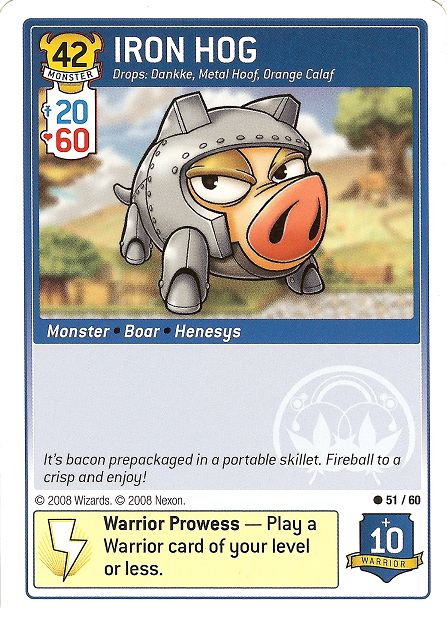 42
MONSTER
IRON HOG
Drops: Dankke, Metal Hoof, Orange Calaf
20
60
Monster • Boar • Henesys
It's bacon prepackaged in a portable skillet. Fireball to a
crisp and enjoy!
© 2008 Wizards. © 2008 Nexon.
● 51 / 60
Warrior Prowess — Play a
Warrior card of your level
or less.
+
10
WARRIOR